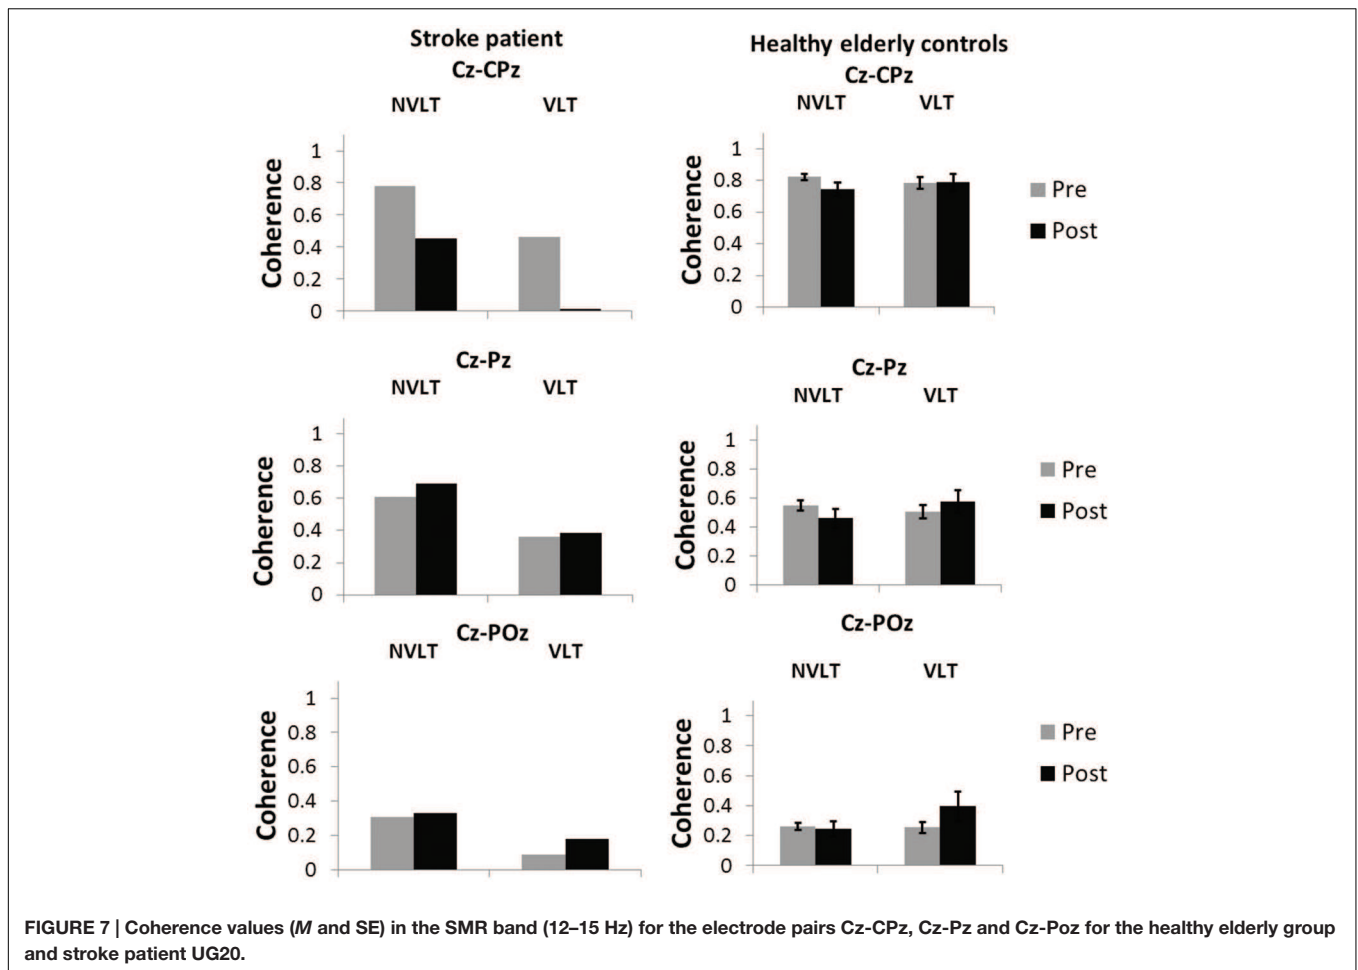 Stroke patient
Cz-CPz
NVLT VLT
Coherence
1
0.8
0.6
0.4
0.2
0
Healthy elderly controls
Cz-CPz
NVLT VLT
Coherence
1
0.8
0.6
0.4
0.2
0
Pre
Post
Cz-Pz
NVLT VLT
Coherence
1
0.8
0.6
0.4
0.2
0
Cz-Pz
NVLT VLT
Coherence
1
0.8
0.6
0.4
0.2
0
Pre
Post
Cz-POz
NVLT VLT
Coherence
1
0.8
0.6
0.4
0.2
0
Cz-POz
NVLT VLT
Coherence
1
0.8
0.6
0.4
0.2
0
Pre
Post
FIGURE 7 | Coherence values (M and SE) in the SMR band (12–15 Hz) for the electrode pairs Cz-CPz, Cz-Pz and Cz-Poz for the healthy elderly group
and stroke patient UG20.